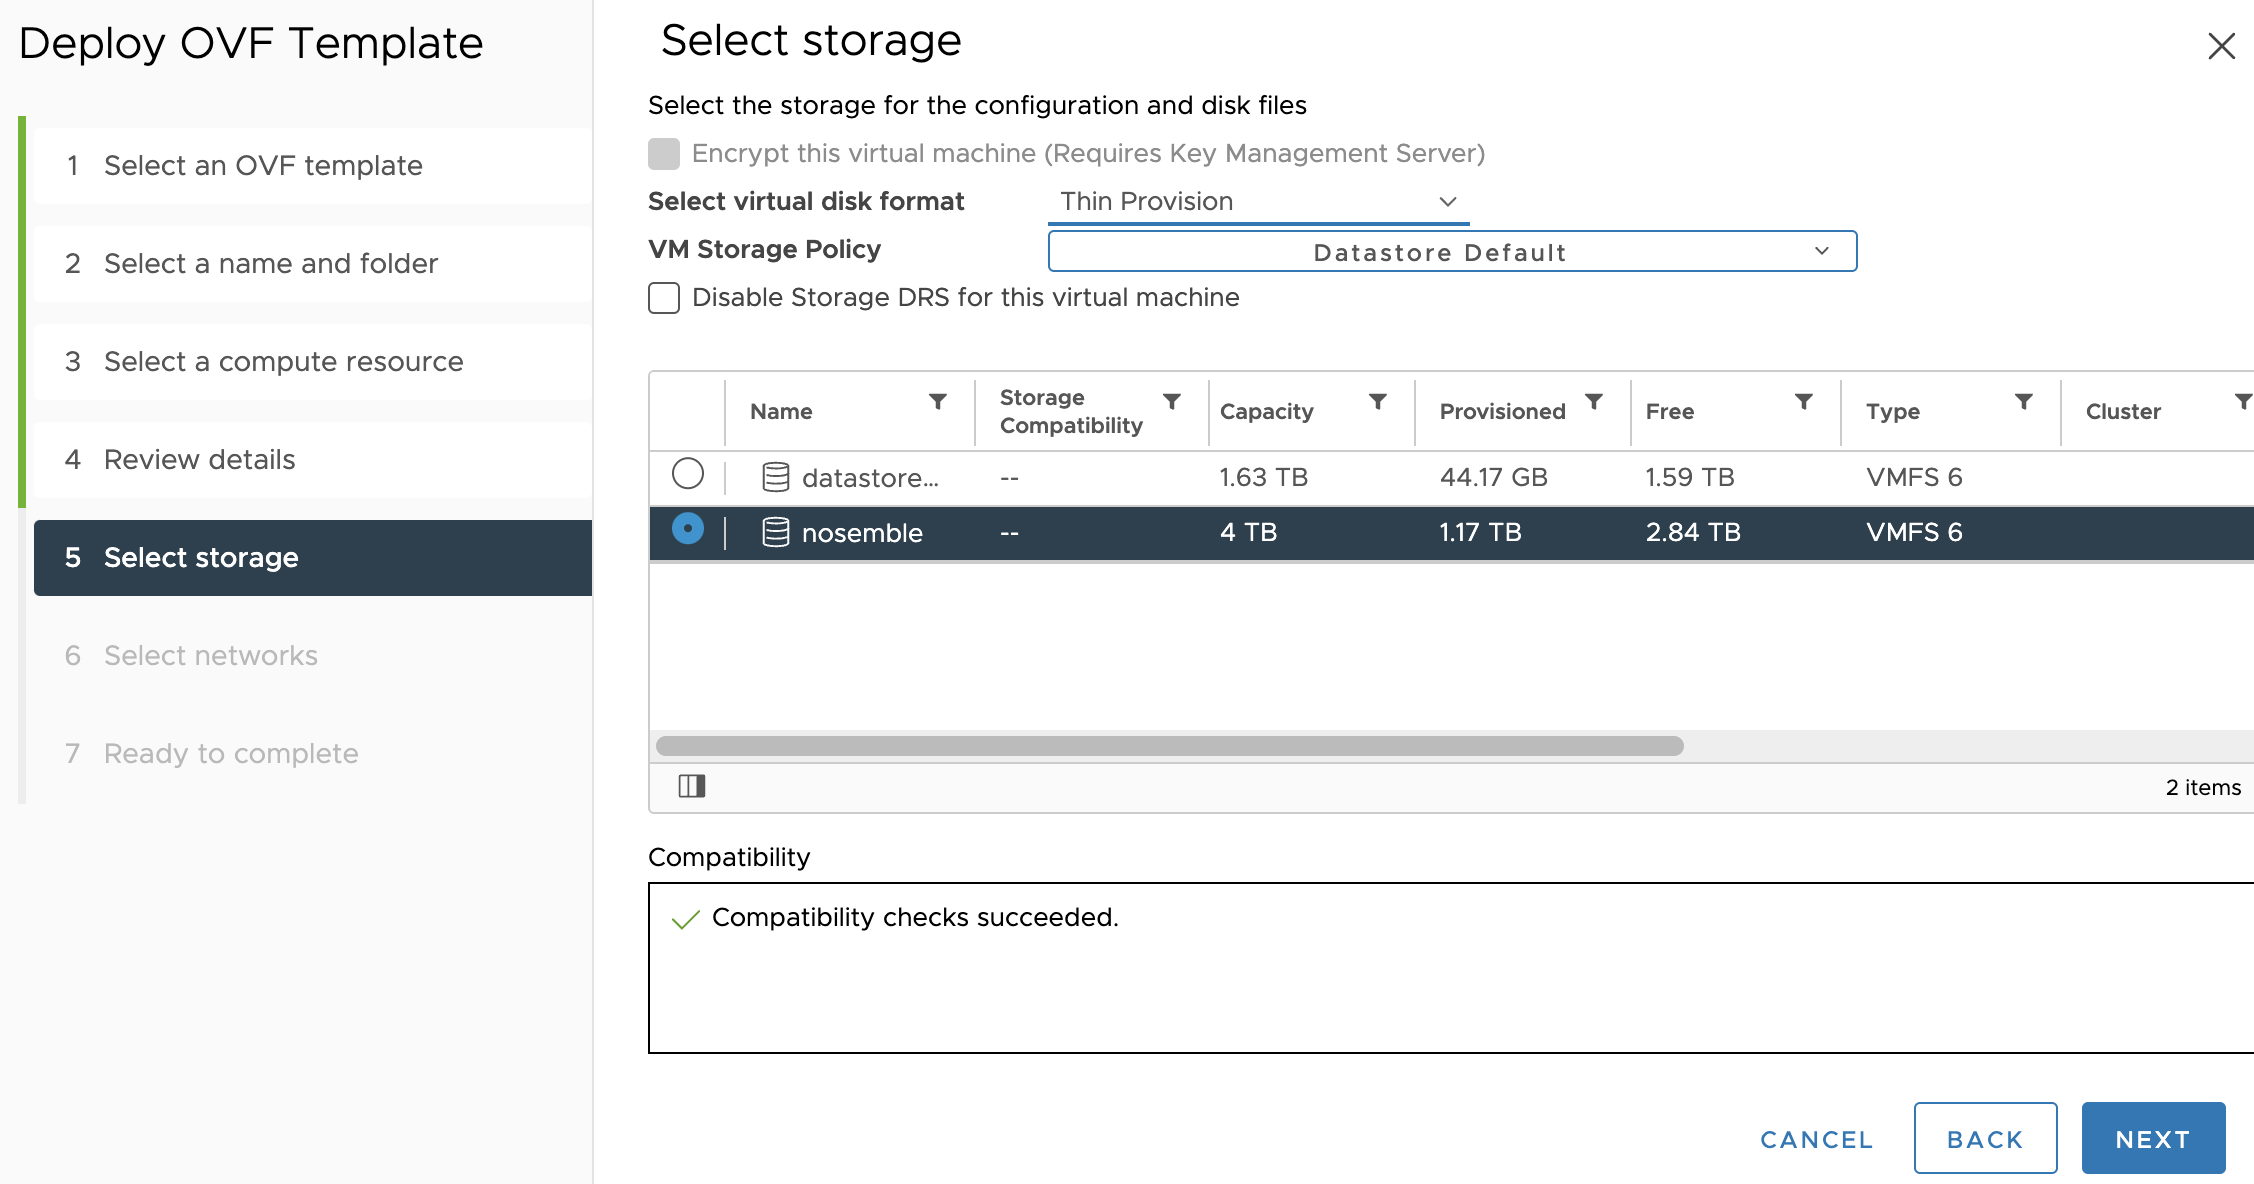 Deploy OVF Template
1 Select an OVF template
2 Select a name and folder
3 Select a compute resource
4 Review details
5 Select storage
6 Select networks
7 Ready to complete
Select storage
Select the storage for the configuration and disk files
Encrypt this virtual machine (Requires Key Management Server)
Select virtual disk format Thin Provision
VM Storage Policy Datastore Default
Disable Storage DRS for this virtual machine
Name Storage Compatibility Capacity Provisioned Free Type Cluster
datastore... -- 1.63 TB 44.17 GB 1.59 TB VMFS 6
nosemble -- 4 TB 1.17 TB 2.84 TB VMFS 6
2 items
Compatibility
Compatibility checks succeeded.
CANCEL BACK NEXT